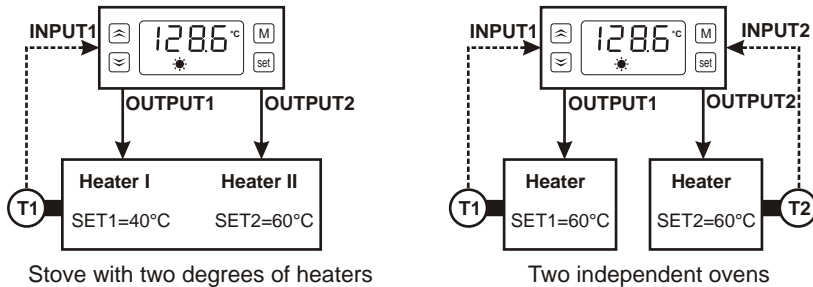 INPUT1
128.6 °C
M
set
OUTPUT1
OUTPUT2
Heater I
Heater II
T1
SET1=40°C
SET2=60°C
Stove with two degrees of heaters
INPUT1
128.6 °C
M
set
INPUT2
OUTPUT1
OUTPUT2
Heater
Heater
T1
SET1=60°C
SET2=60°C
T2
Two independent ovens